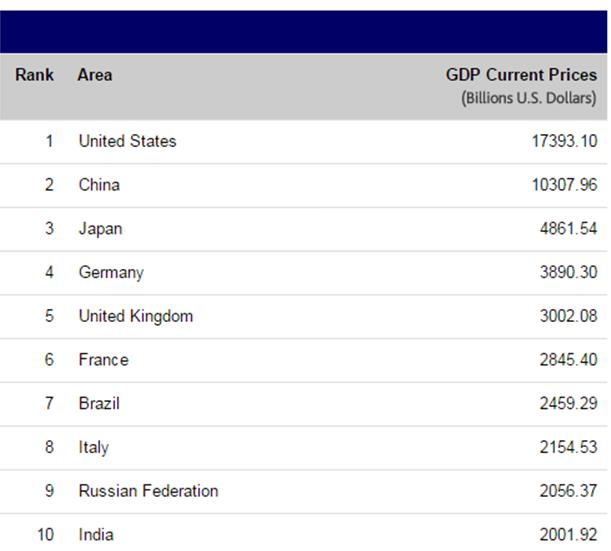 Rank Area GDP Current Prices
(Billions U.S. Dollars)
1 United States 17393.10
2 China 10307.96
3 Japan 4861.54
4 Germany 3890.30
5 United Kingdom 3002.08
6 France 2845.40
7 Brazil 2459.29
8 Italy 2154.53
9 Russian Federation 2056.37
10 India 2001.92